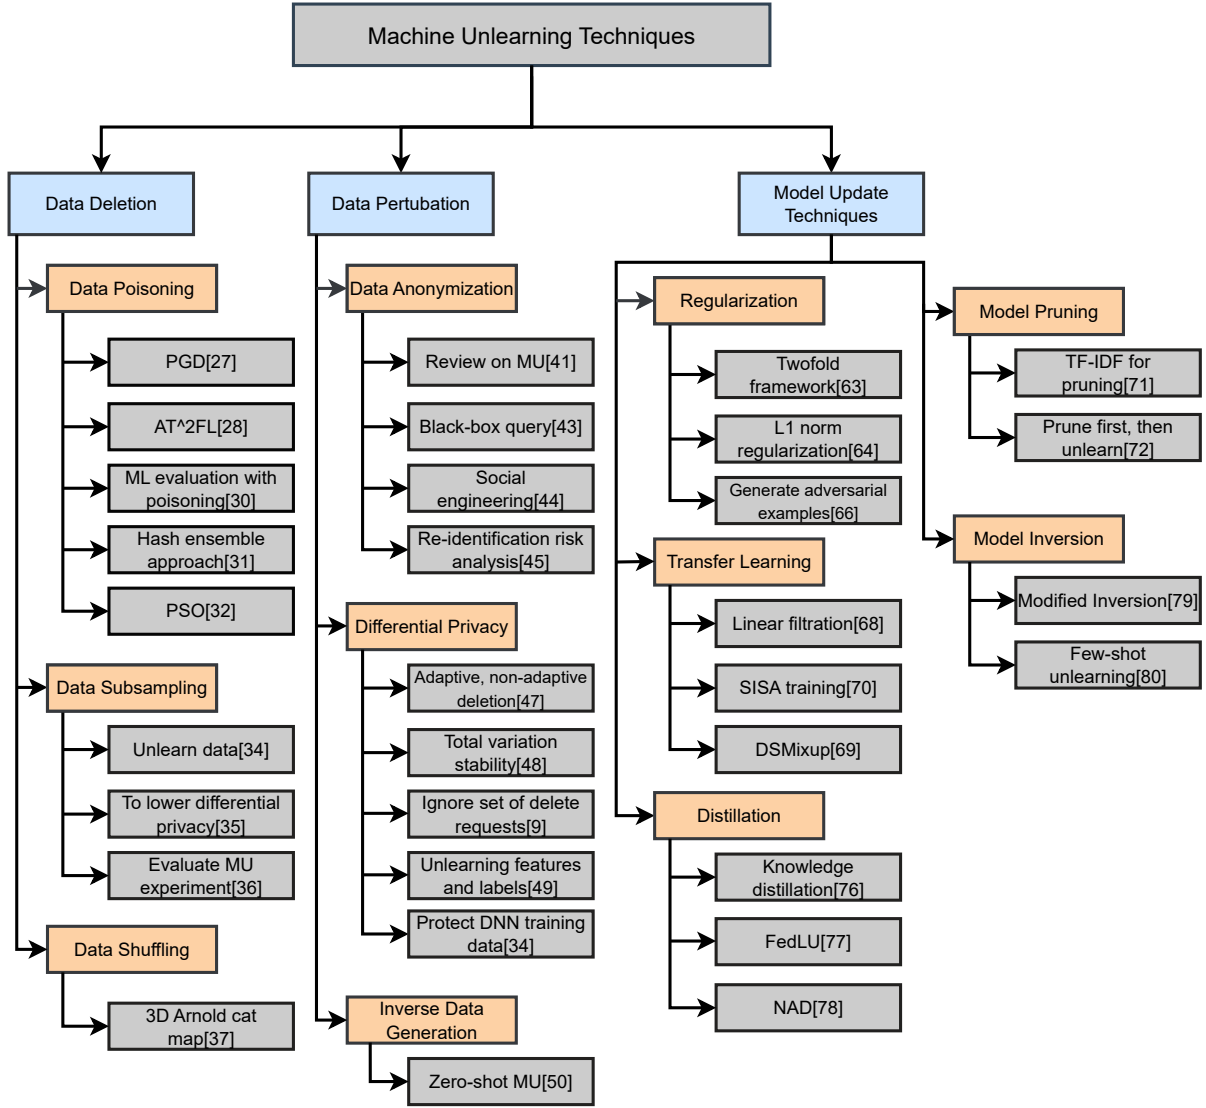 Machine Unlearning Techniques
Data Deletion
Data Poisoning
PGD[27]
AT^2FL[28]
ML evaluation with
poisoning[30]
Hash ensemble
approach[31]
PSO[32]
Data Subsampling
Unlearn data[34]
To lower differential
privacy[35]
Evaluate MU
experiment[36]
Data Shuffling
3D Arnold cat
map[37]
Data Pertubation
Data Anonymization
Review on MU[41]
Black-box query[43]
Social
engineering[44]
Re-identification risk
analysis[45]
Differential Privacy
Adaptive, non-adaptive
deletion[47]
Total variation
stability[48]
Ignore set of delete
requests[9]
Unlearning features
and labels[49]
Protect DNN training
data[34]
Inverse Data
Generation
Zero-shot MU[50]
Model Update
Techniques
Regularization
Twofold
framework[63]
L1 norm
regularization[64]
Generate adversarial
examples[66]
Transfer Learning
Linear filtration[68]
SISA training[70]
DSMixup[69]
Distillation
Knowledge
distillation[76]
FedLU[77]
NAD[78]
Model Pruning
TF-IDF for
pruning[71]
Prune first, then
unlearn[72]
Model Inversion
Modified Inversion[79]
Few-shot
unlearning[80]